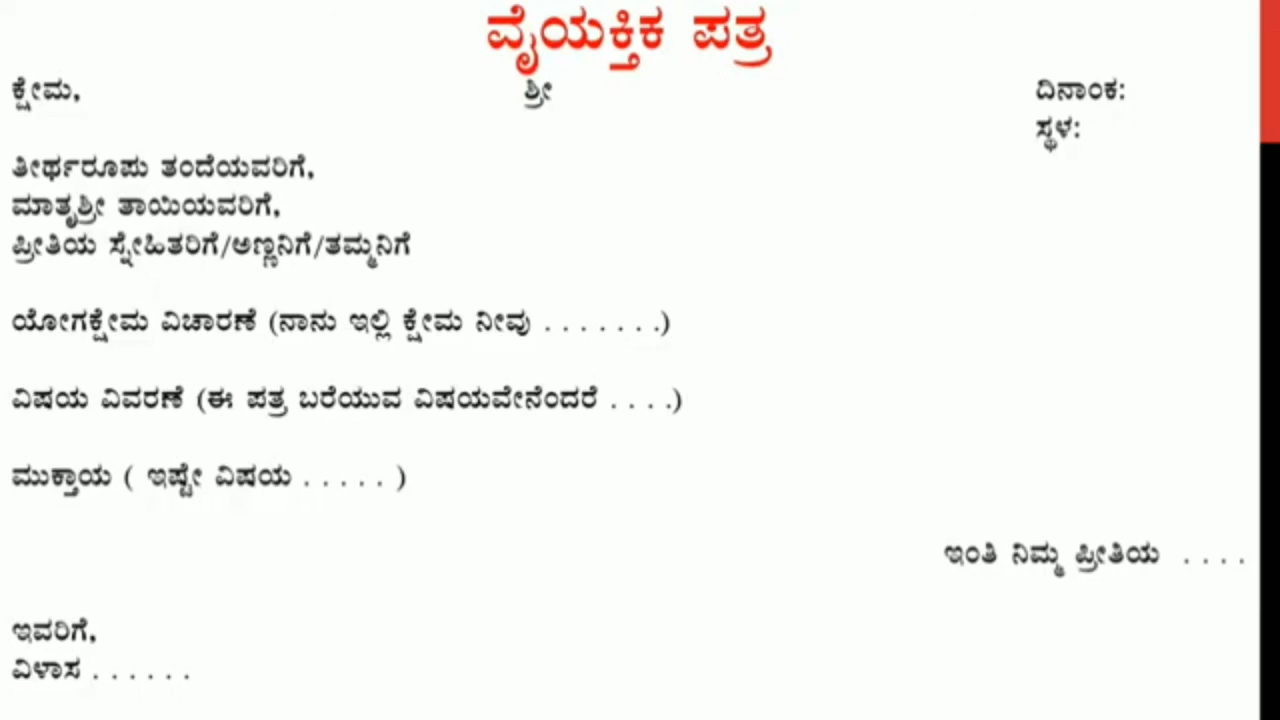 ವೈಯಕ್ತಿಕ ಪತ್ರ
ಕ್ಷೇಮ, ಶ್ರೀ ದಿನಾಂಕ:
ಸ್ಥಳ:
ತೀರ್ಥರೂಪು ತಂದೆಯವರಿಗೆ,
ಮಾತೃಶ್ರೀ ತಾಯಿಯವರಿಗೆ,
ಪ್ರೀತಿಯ ಸ್ನೇಹಿತರಿಗೆ/ಅಣ್ಣನಿಗೆ/ತಮ್ಮನಿಗೆ
ಯೋಗಕ್ಷೇಮ ವಿಚಾರಣೆ (ನಾನು ಇಲ್ಲಿ ಕ್ಷೇಮ ನೀವು . . . . . . .)
ವಿಷಯ ವಿವರಣೆ (ಈ ಪತ್ರ ಬರೆಯುವ ವಿಷಯವೇನೆಂದರೆ . . . .)
ಮುಕ್ತಾಯ ( ಇಷ್ಟೇ ವಿಷಯ . . . . . )
ಇಂತಿ ನಿಮ್ಮ ಪ್ರೀತಿಯ . . . .
ಇವರಿಗೆ,
ವಿಳಾಸ . . . . . .